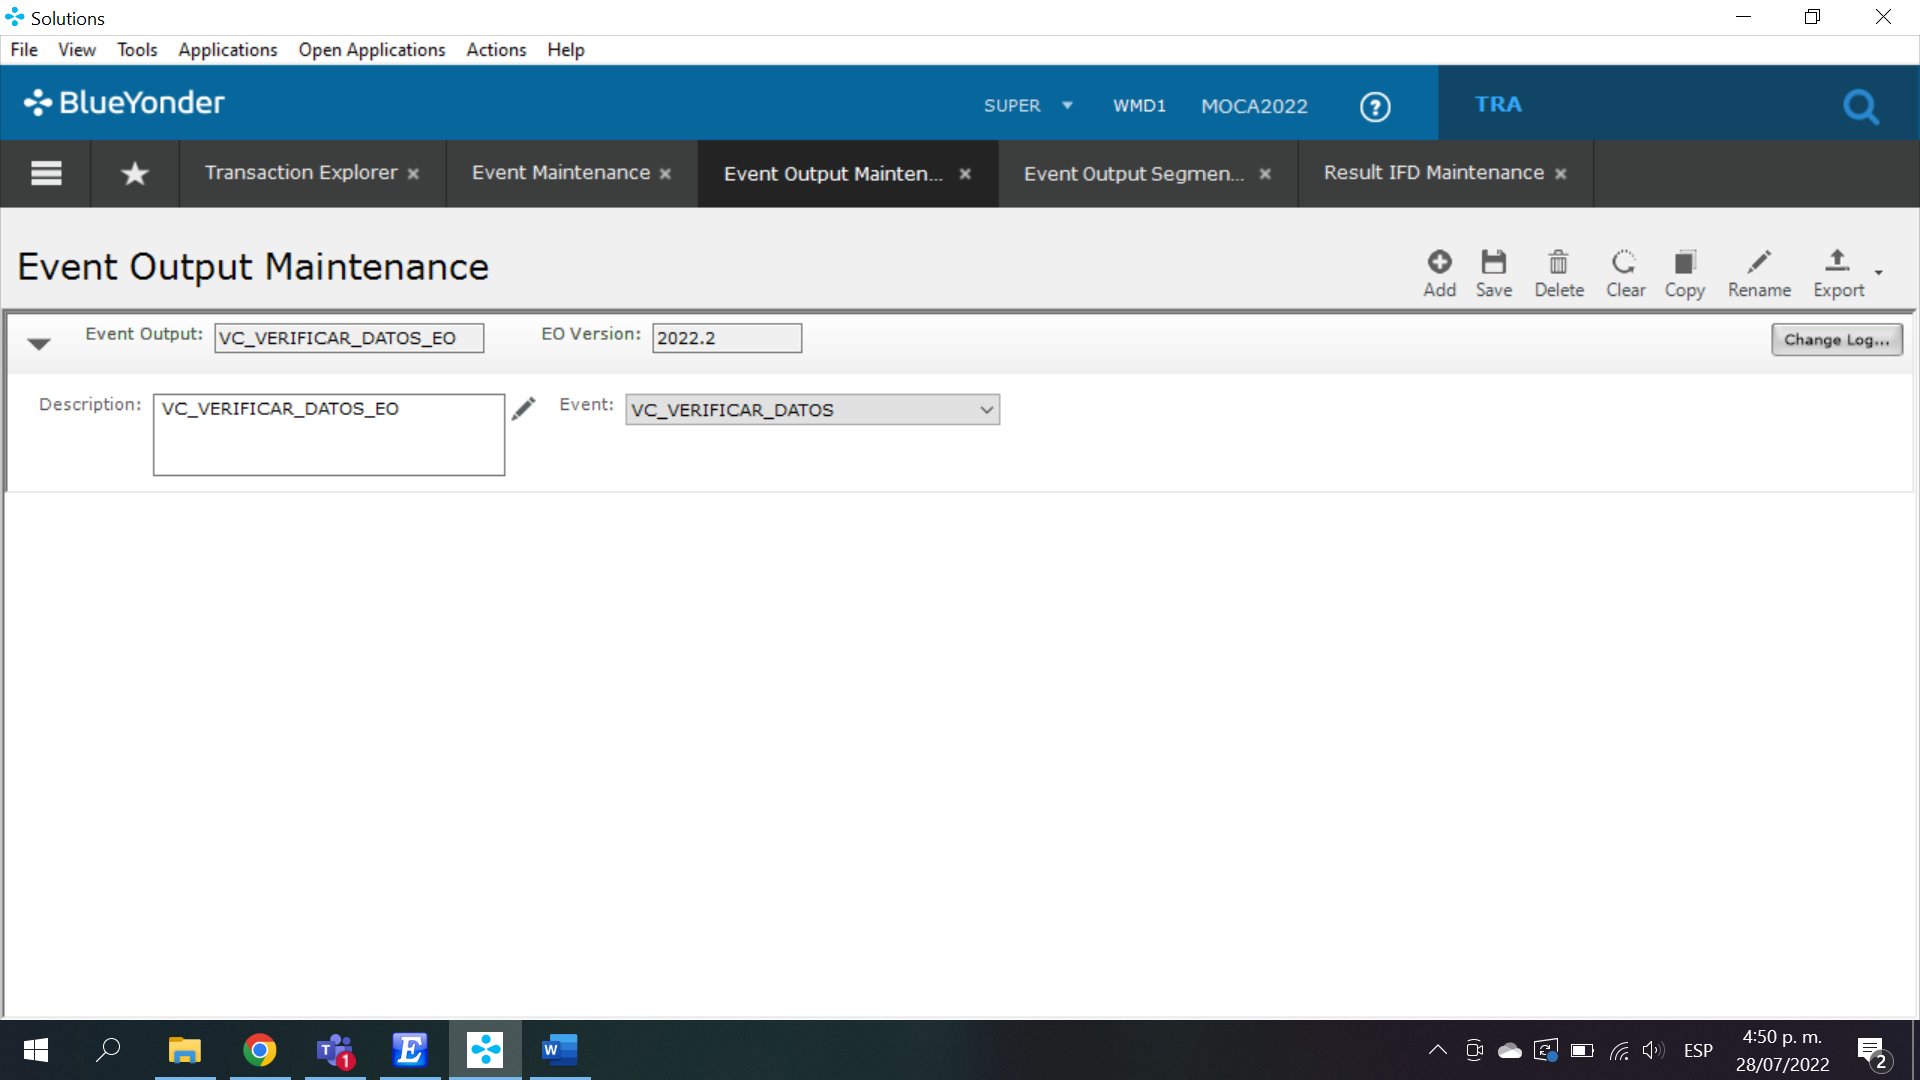 Solutions
File View Tools Applications Open Applications Actions Help
BlueYonder SUPER WMD1 MOCA2022 ? TRA
Transaction Explorer × Event Maintenance × Event Output Mainten... × Event Output Segmen... × Result IFD Maintenance ×
Event Output Maintenance
Add Save Delete Clear Copy Rename Export
Event Output: VC_VERIFICAR_DATOS_EO EO Version: 2022.2 Change Log...
Description: VC_VERIFICAR_DATOS_EO Event: VC_VERIFICAR_DATOS
T 1 E W ESP 4:50 p. m.
28/07/2022 2